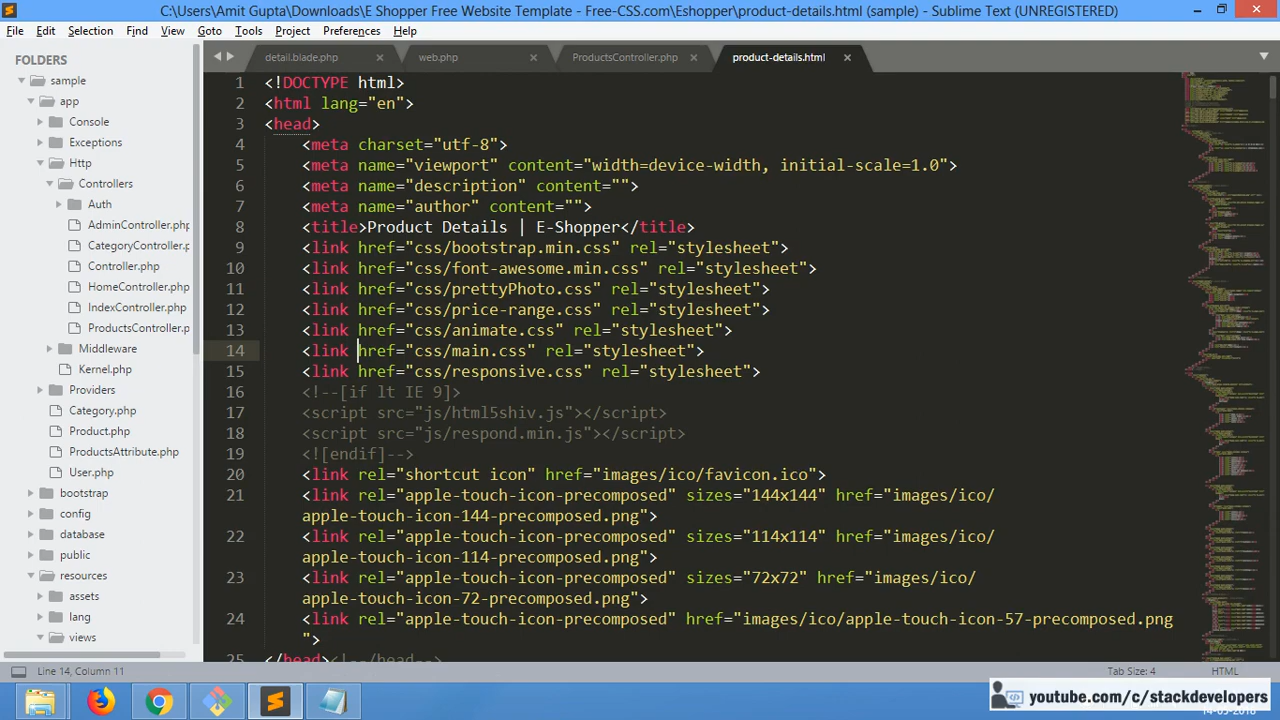 C:\Users\Amit Gupta\Downloads\E Shopper Free Website Template - Free-CSS.com\Eshopper\product-details.html (sample) - Sublime Text (UNREGISTERED)
File Edit Selection Find View Goto Tools Project Preferences Help
FOLDERS
sample
app
Console
Exceptions
Http
Controllers
Auth
AdminController.php
CategoryController.p
Controller.php
HomeController.php
IndexController.php
ProductsController.p
Middleware
Kernel.php
Providers
Category.php
Product.php
ProductsAttribute.php
User.php
bootstrap
config
database
public
resources
assets
lang
views
detail.blade.php web.php ProductsController.php product-details.html
1 <!DOCTYPE html>
2 <html lang="en">
3 <head>
4 <meta charset="utf-8">
5 <meta name="viewport" content="width=device-width, initial-scale=1.0">
6 <meta name="description" content="">
7 <meta name="author" content="">
8 <title>Product Details | E-Shopper</title>
9 <link href="css/bootstrap.min.css" rel="stylesheet">
10 <link href="css/font-awesome.min.css" rel="stylesheet">
11 <link href="css/prettyPhoto.css" rel="stylesheet">
12 <link href="css/price-range.css" rel="stylesheet">
13 <link href="css/animate.css" rel="stylesheet">
14 <link href="css/main.css" rel="stylesheet">
15 <link href="css/responsive.css" rel="stylesheet">
16 <!--[if lt IE 9]>
17 <script src="js/html5shiv.js"></script>
18 <script src="js/respond.min.js"></script>
19 <![endif]-->
20 <link rel="shortcut icon" href="images/ico/favicon.ico">
21 <link rel="apple-touch-icon-precomposed" sizes="144x144" href="images/ico/
apple-touch-icon-144-precomposed.png">
22 <link rel="apple-touch-icon-precomposed" sizes="114x114" href="images/ico/
apple-touch-icon-114-precomposed.png">
23 <link rel="apple-touch-icon-precomposed" sizes="72x72" href="images/ico/
apple-touch-icon-72-precomposed.png">
24 <link rel="apple-touch-icon-precomposed" href="images/ico/apple-touch-icon-57-precomposed.png
">
25 </head><!--/head-->
Line 14, Column 11 Tab Size: 4 HTML
youtube.com/c/stackdevelopers